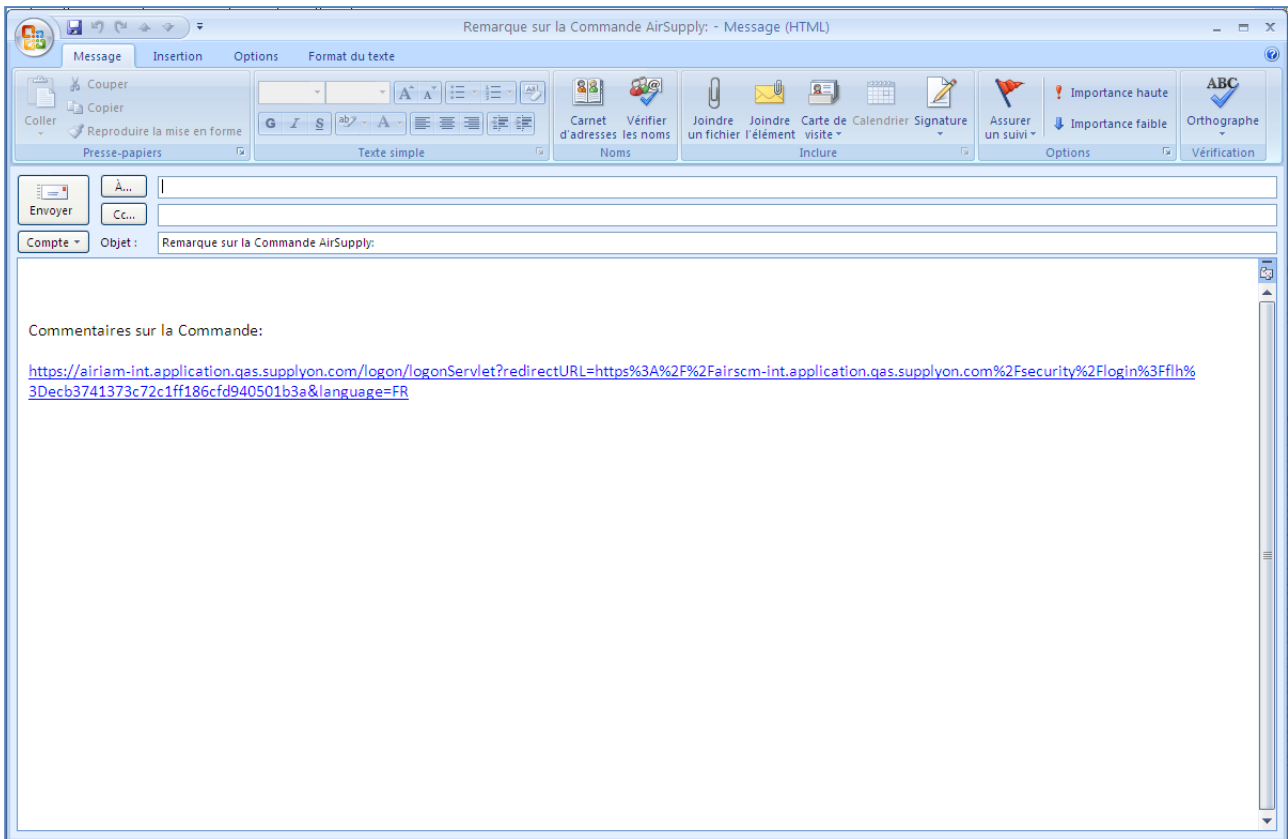 Remarque sur la Commande AirSupply: - Message (HTML)
Message Insertion Options Format du texte
Couper
Copier
Coller
Reproduire la mise en forme
Presse-papiers
G I S ab A
Texte simple
Carnet d'adresses
Vérifier les noms
Noms
Joindre un fichier
Joindre l'élément
Carte de visite
Calendrier
Signature
Inclure
Assurer un suivi
Importance haute
Importance faible
Options
ABC
Orthographe
Vérification
Envoyer
À...
Cc...
Compte Objet : Remarque sur la Commande AirSupply:
Commentaires sur la Commande:
https://airiam-int.application.qas.supplyon.com/logon/logonServlet?redirectURL=https%3A%2F%2Fairscm-int.application.qas.supplyon.com%2Fsecurity%2Flogin%3Fflh%
3Decb3741373c72c1ff186cfd940501b3a&language=FR